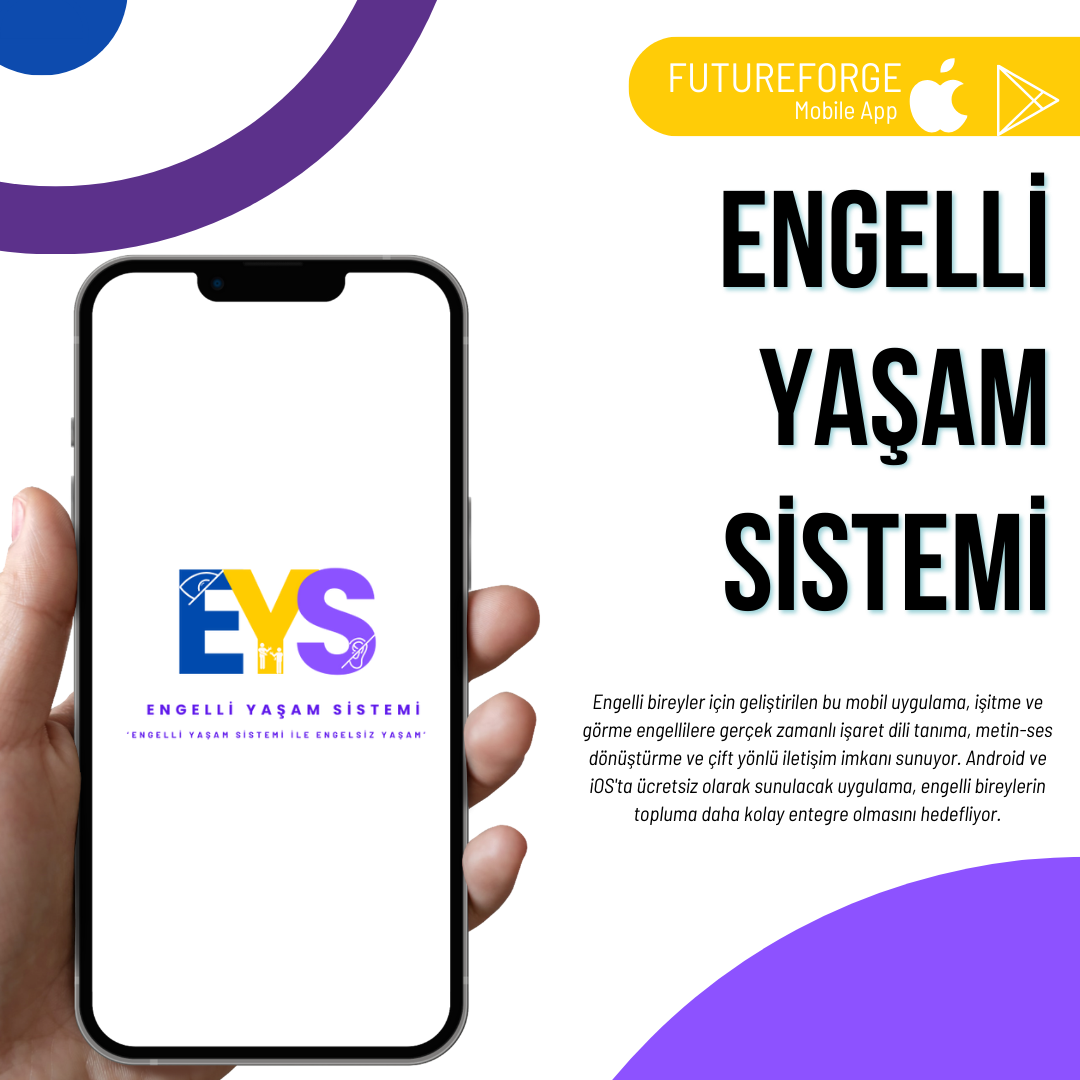 FUTUREFORGE
Mobile App
ENGELLİ
YAŞAM
SİSTEMİ
EYS
ENGELLİ YAŞAM SİSTEMİ
'ENGELLİ YAŞAM SİSTEMİ İLE ENGELSİZ YAŞAM'
Engelli bireyler için geliştirilen bu mobil uygulama, işitme ve
görme engellilere gerçek zamanlı işaret dili tanıma, metin-ses
dönüştürme ve çift yönlü iletişim imkanı sunuyor. Android ve
iOS'ta ücretsiz olarak sunulacak uygulama, engelli bireylerin
topluma daha kolay entegre olmasını hedefliyor.